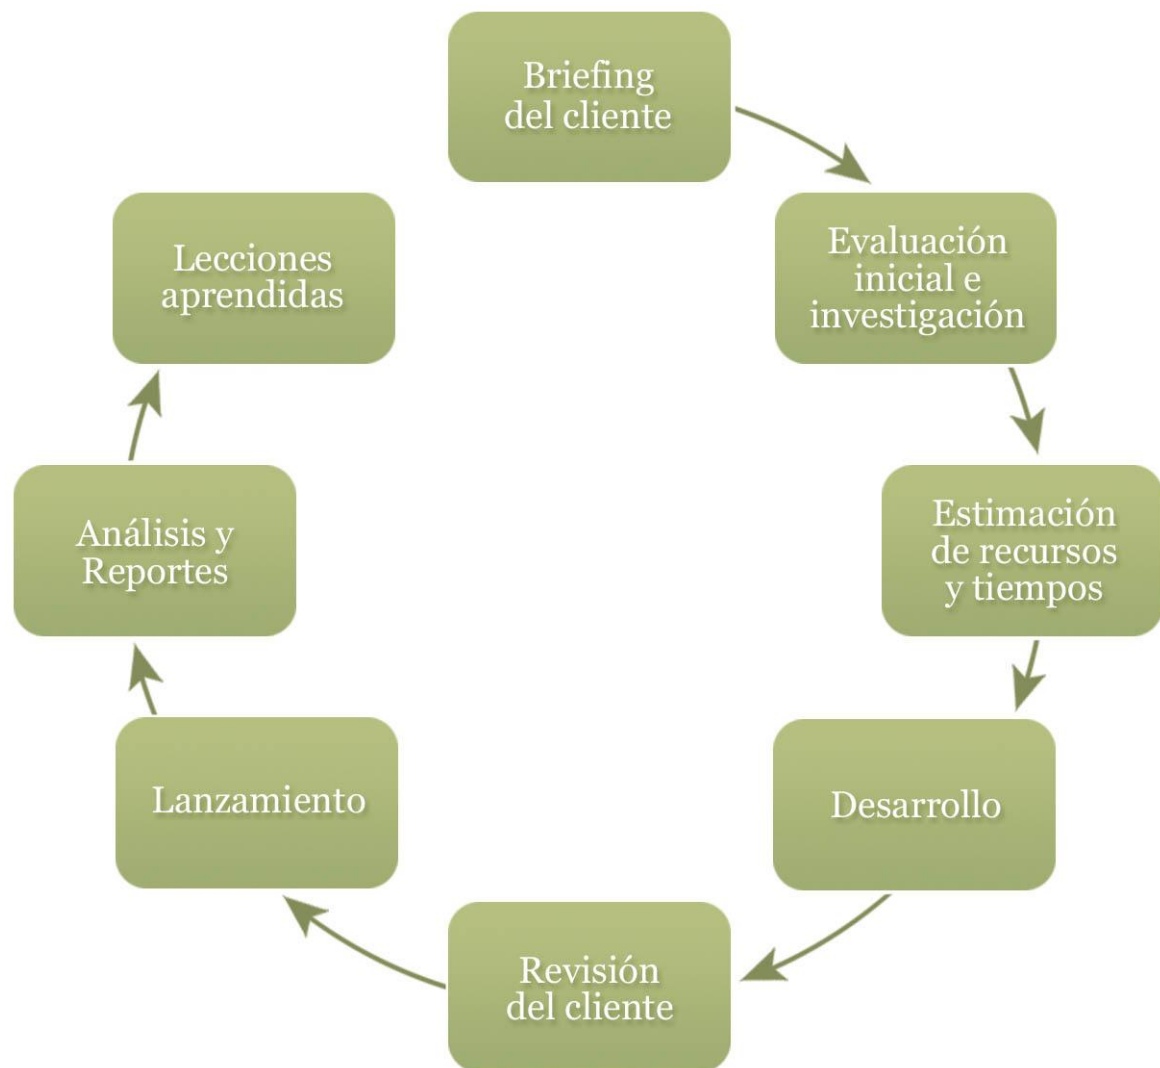 Briefing
del cliente
Evaluación
inicial e
investigación
Estimación
de recursos
y tiempos
Desarrollo
Revisión
del cliente
Lanzamiento
Análisis y
Reportes
Lecciones
aprendidas